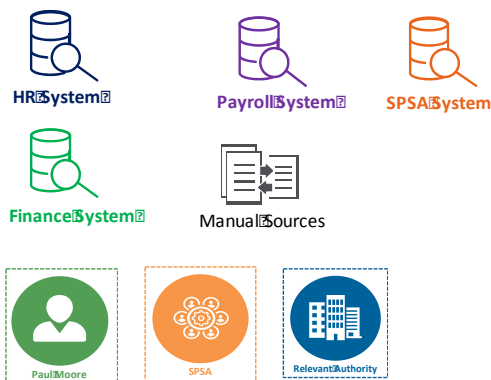 HR System
Payroll System
SPSA System
Finance System
Manual Sources
Paul Moore
SPSA
Relevant Authority